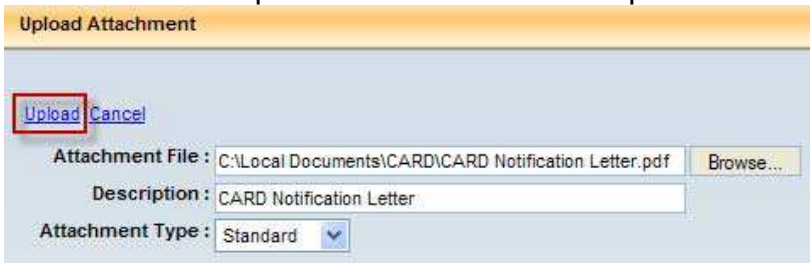 Upload Attachment
Upload Cancel
Attachment File : C:\Local Documents\CARD\CARD Notification Letter.pdf Browse...
Description : CARD Notification Letter
Attachment Type : Standard